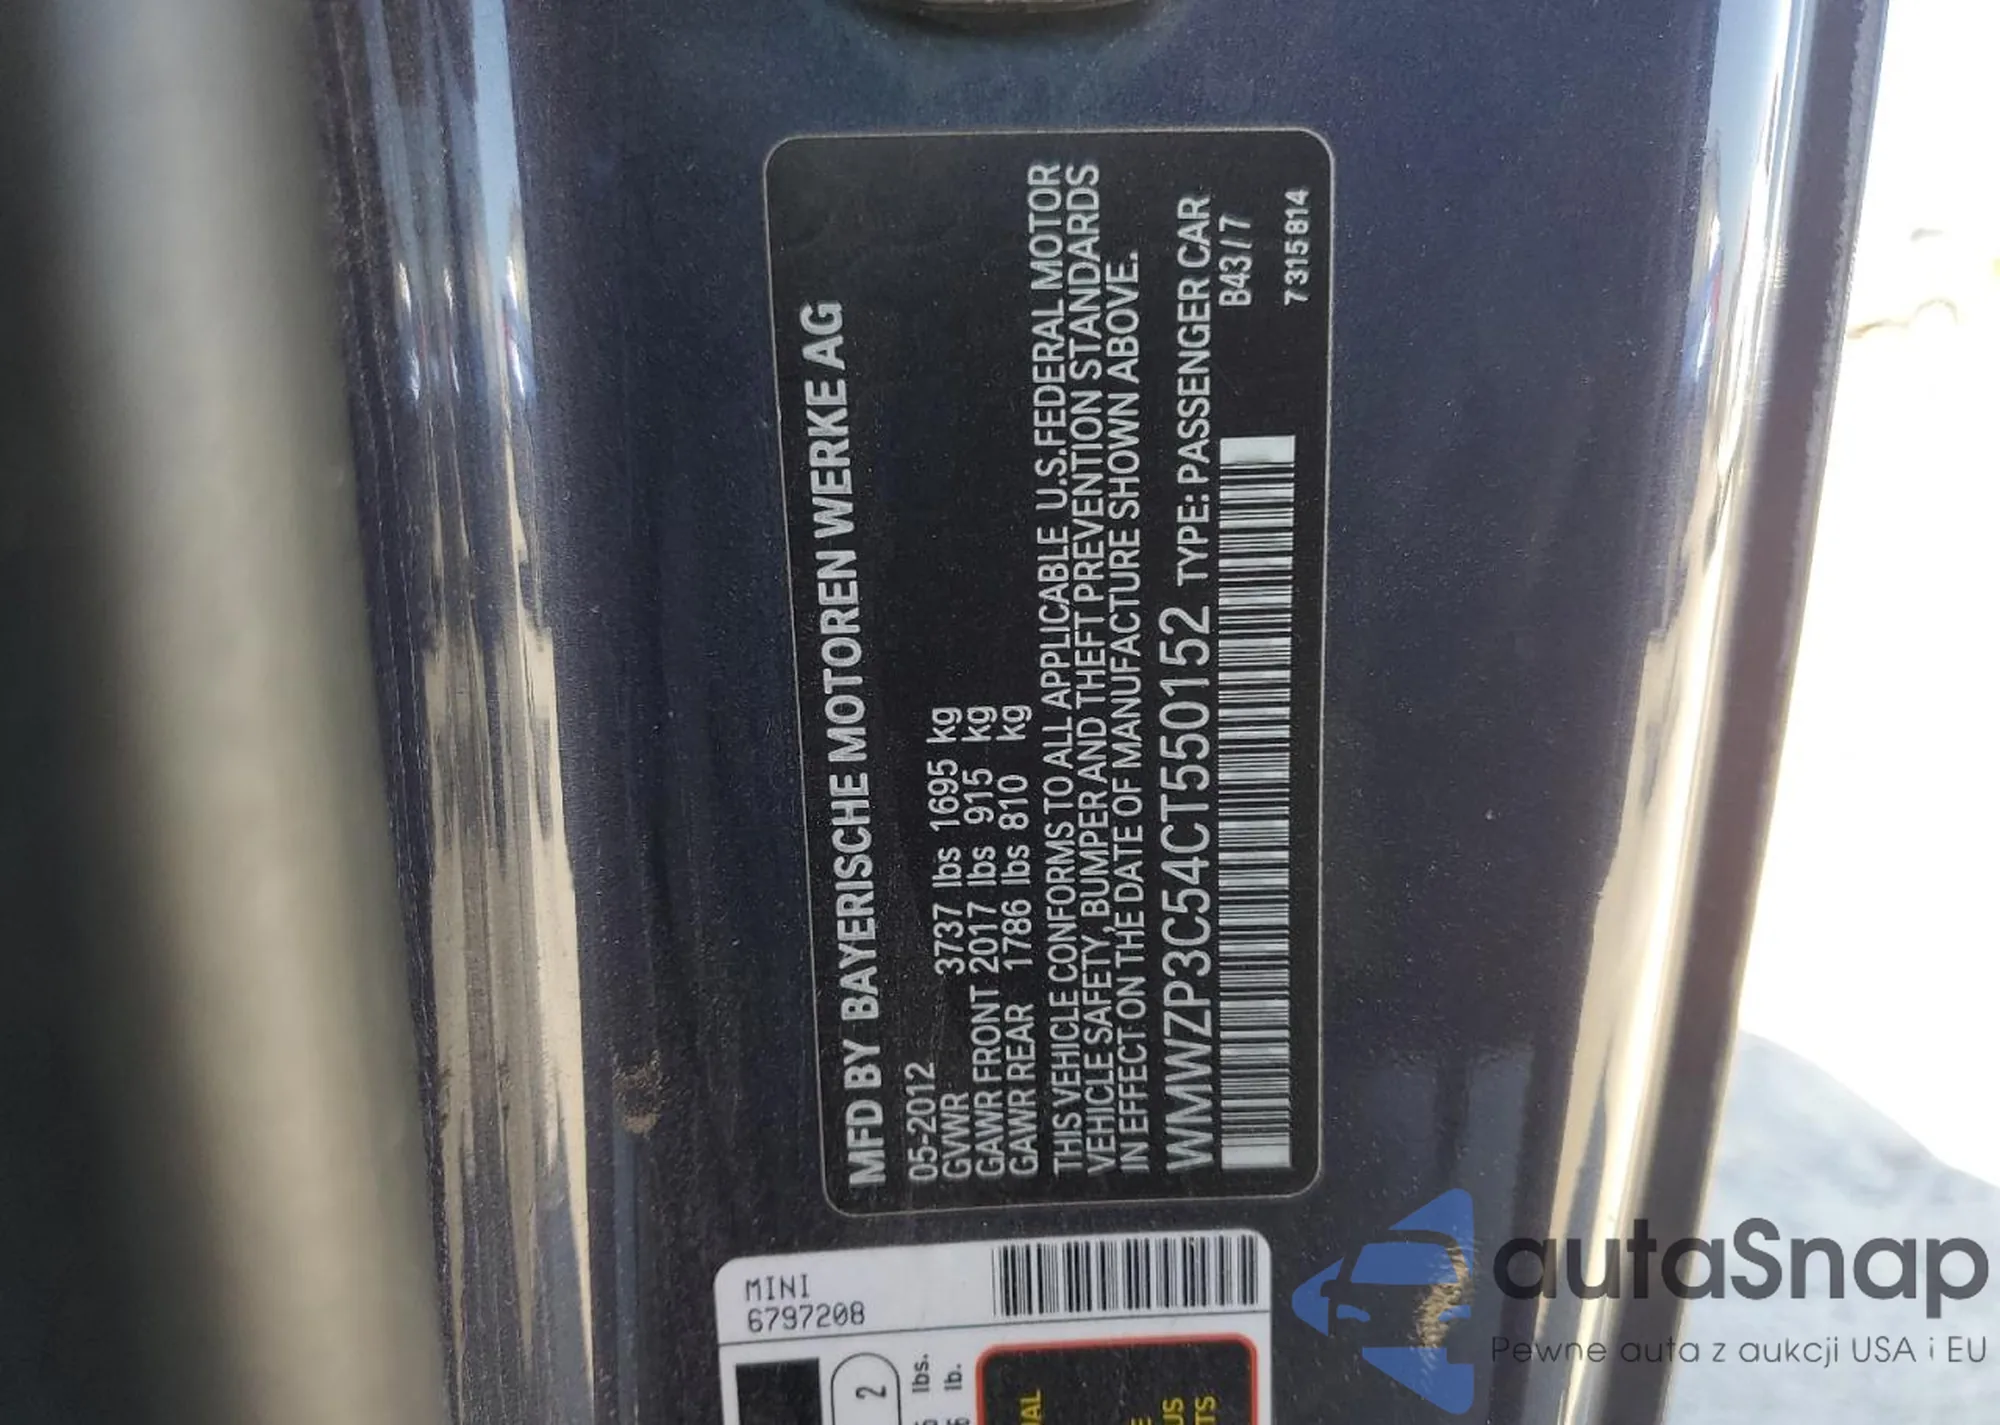 MFD BY BAYERISCHE MOTOREN WERKE AG
05-2012
GVWR 3737 lbs 1695 kg
GAWR FRONT 2017 lbs 915 kg
GAWR REAR 1786 lbs 810 kg
THIS VEHICLE CONFORMS TO ALL APPLICABLE U.S.FEDERAL MOTOR
VEHICLE SAFETY, BUMPER AND THEFT PREVENTION STANDARDS
IN EFFECT ON THE DATE OF MANUFACTURE SHOWN ABOVE.
WMWZP3C54CT550152 TYPE: PASSENGER CAR
B43/7
7315814
MINI
6797208
2
lbs.
lb.
autaSnap
Pewne auta z aukcji USA i EU